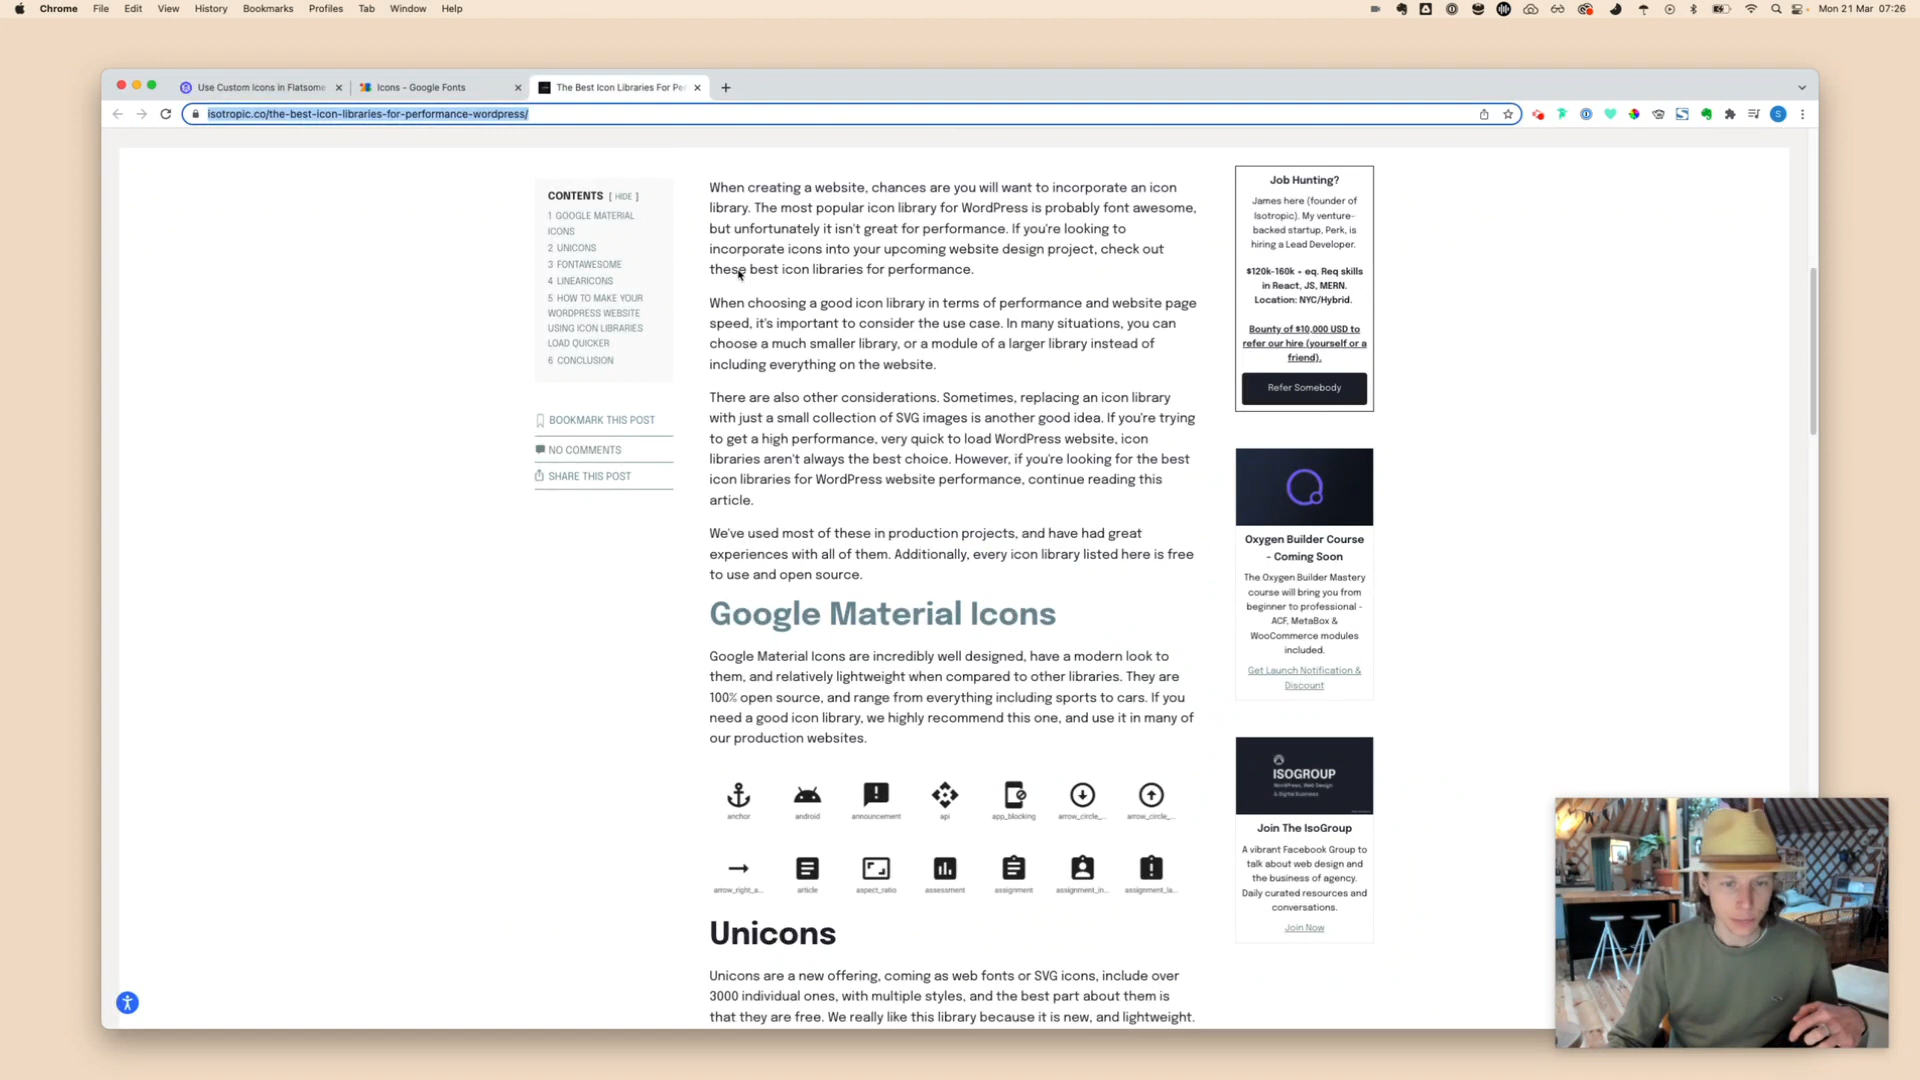 Chrome File Edit View History Bookmarks Profiles Tab Window Help
Mon 21 Mar 07:26
Use Custom Icons in Flatsome
Icons - Google Fonts
The Best Icon Libraries For Pe
isotropic.co/the-best-icon-libraries-for-performance-wordpress/
S
CONTENTS [ HIDE ]
1 GOOGLE MATERIAL
ICONS
2 UNICONS
3 FONTAWESOME
4 LINEARICONS
5 HOW TO MAKE YOUR
WORDPRESS WEBSITE
USING ICON LIBRARIES
LOAD QUICKER
6 CONCLUSION
BOOKMARK THIS POST
NO COMMENTS
SHARE THIS POST
When creating a website, chances are you will want to incorporate an icon
library. The most popular icon library for WordPress is probably font awesome,
but unfortunately it isn't great for performance. If you're looking to
incorporate icons into your upcoming website design project, check out
these best icon libraries for performance.
When choosing a good icon library in terms of performance and website page
speed, it's important to consider the use case. In many situations, you can
choose a much smaller library, or a module of a larger library instead of
including everything on the website.
There are also other considerations. Sometimes, replacing an icon library
with just a small collection of SVG images is another good idea. If you're trying
to get a high performance, very quick to load WordPress website, icon
libraries aren't always the best choice. However, if you're looking for the best
icon libraries for WordPress website performance, continue reading this
article.
We've used most of these in production projects, and have had great
experiences with all of them. Additionally, every icon library listed here is free
to use and open source.
Google Material Icons
Google Material Icons are incredibly well designed, have a modern look to
them, and relatively lightweight when compared to other libraries. They are
100% open source, and range from everything including sports to cars. If you
need a good icon library, we highly recommend this one, and use it in many of
our production websites.
anchor android announcement api app_blocking arrow_circle_... arrow_circle_...
arrow_right_a... article aspect_ratio assessment assignment assignment_in... assignment_la...
Unicons
Unicons are a new offering, coming as web fonts or SVG icons, include over
3000 individual ones, with multiple styles, and the best part about them is
that they are free. We really like this library because it is new, and lightweight.
Job Hunting?
James here (founder of
Isotropic). My venture-
backed startup, Perk, is
hiring a Lead Developer.
$120k-160k + eq. Req skills
in React, JS, MERN.
Location: NYC/Hybrid.
Bounty of $10,000 USD to
refer our hire (yourself or a
friend).
Refer Somebody
Oxygen Builder Course
- Coming Soon
The Oxygen Builder Mastery
course will bring you from
beginner to professional -
ACF, MetaBox &
WooCommerce modules
included.
Get Launch Notification &
Discount
ISOGROUP
WordPress, Web Design
& Digital Business
Join The IsoGroup
A vibrant Facebook Group to
talk about web design and
the business of agency.
Daily curated resources and
conversations.
Join Now